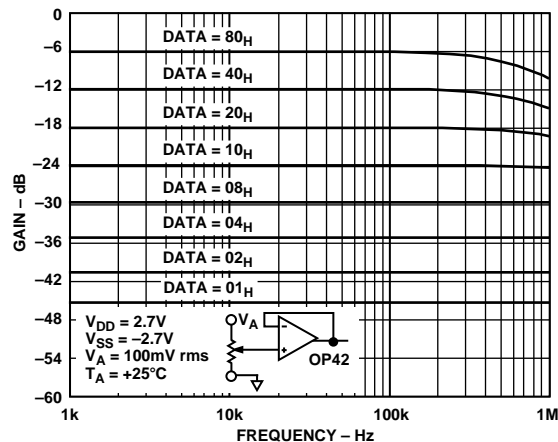 0
–6
–12
–18
–24
–30
–36
–42
–48
–54
–60
GAIN – dB
DATA = 80H
DATA = 40H
DATA = 20H
DATA = 10H
DATA = 08H
DATA = 04H
DATA = 02H
DATA = 01H
VDD = 2.7V
VSS = –2.7V
VA = 100mV rms
TA = +25°C
VA
–
+
OP42
1k
10k
100k
1M
FREQUENCY – Hz